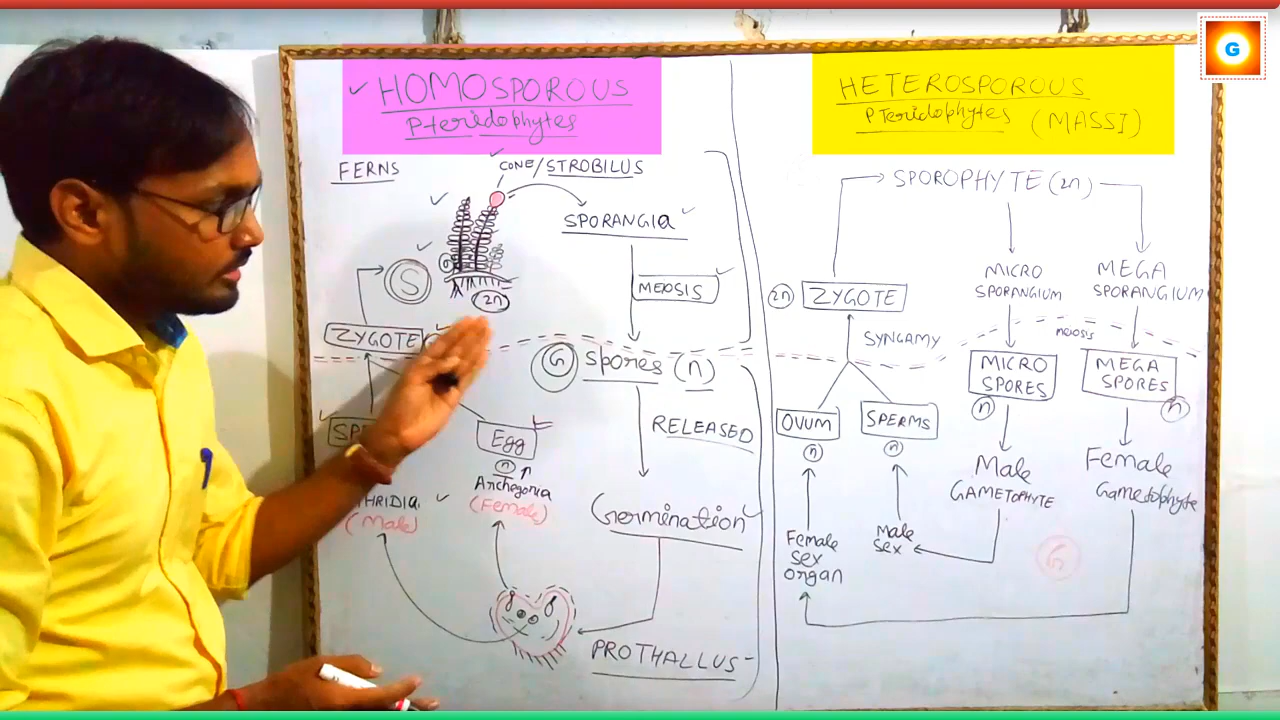 HOMOSPOROUS
Pteridophytes
FERNS
CONE/STROBILUS
SPORANGIA
S
G
2n
MEIOSIS
ZYGOTE
G
Spores (n)
RELEASED
Egg
n
Archegonia
(Female)
(Male)
Germination
PROTHALLUS
HETEROSPOROUS
PTeridophytes (MASSI)
SPOROPHYTE (2n)
MICRO
SPORANGIUM
MEGA
SPORANGIUM
2n
ZYGOTE
SYNGAMY
meiosis
MICRO
SPORES
n
MEGA
SPORES
n
OVUM
n
SPERMS
n
Male
GAMETOPHYTE
Female
Gametophyte
Female
sex
organ
Male
sex
G
G